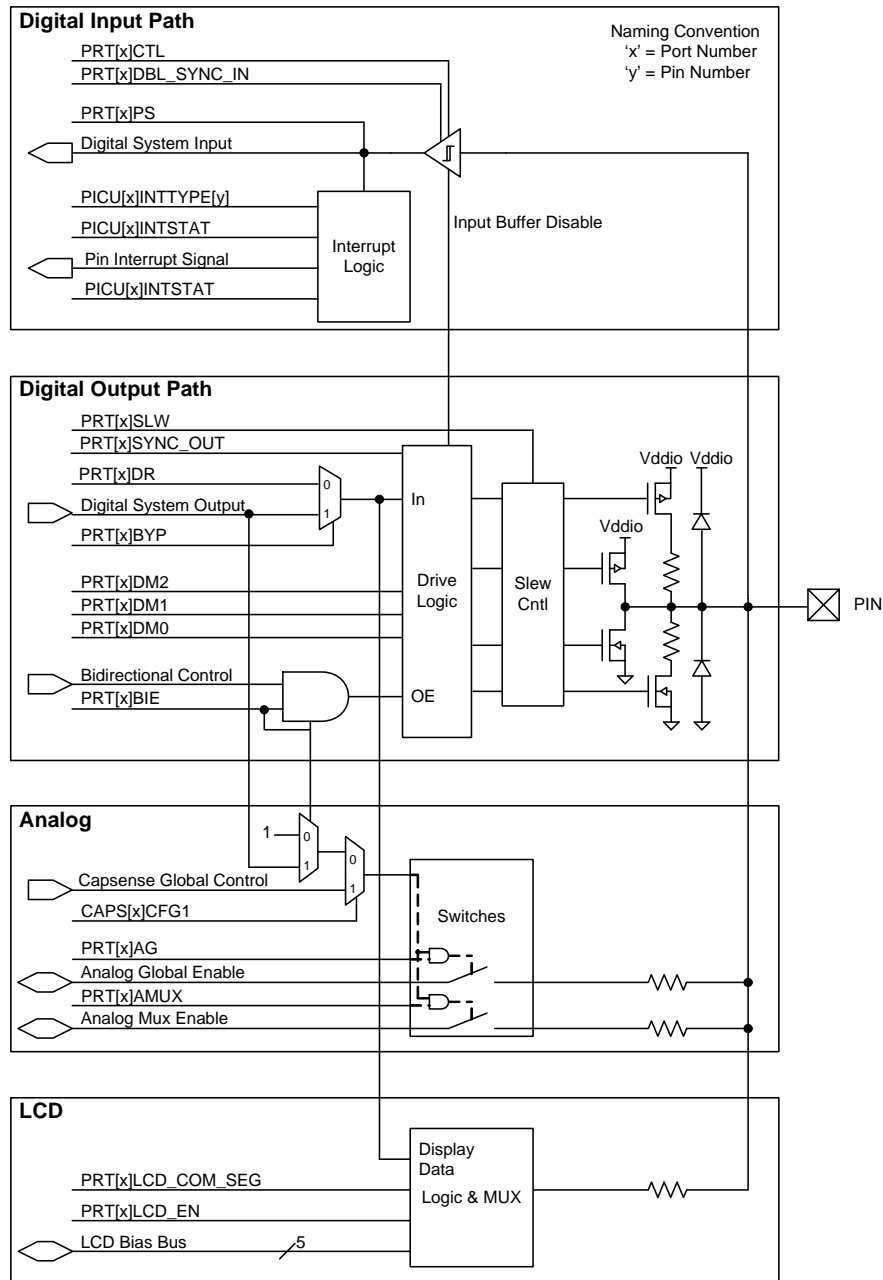 Digital Input Path
Naming Convention
'x' = Port Number
'y' = Pin Number
PRT[x]CTL
PRT[x]DBL_SYNC_IN
PRT[x]PS
Digital System Input
PICU[x]INTTYPE[y]
PICU[x]INTSTAT
Pin Interrupt Signal
PICU[x]INTSTAT
Interrupt
Logic
Input Buffer Disable
Digital Output Path
PRT[x]SLW
PRT[x]SYNC_OUT
PRT[x]DR
Digital System Output
PRT[x]BYP
0
1
PRT[x]DM2
PRT[x]DM1
PRT[x]DM0
Bidirectional Control
PRT[x]BIE
In
Drive
Logic
OE
Slew
Cntl
Vddio Vddio
Vddio
PIN
Analog
1
0
1
0
1
Capsense Global Control
CAPS[x]CFG1
Switches
PRT[x]AG
Analog Global Enable
PRT[x]AMUX
Analog Mux Enable
LCD
Display
Data
Logic & MUX
PRT[x]LCD_COM_SEG
PRT[x]LCD_EN
LCD Bias Bus
5